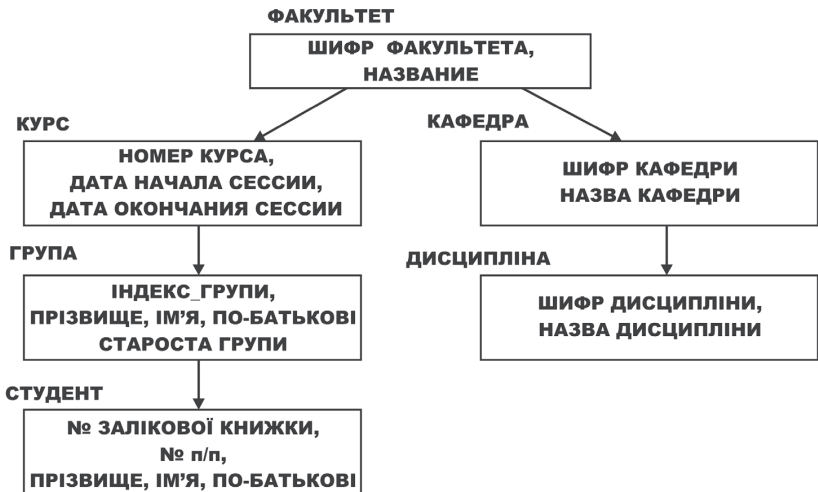 ФАКУЛЬТЕТ
ШИФР ФАКУЛЬТЕТА,
НАЗВАНИЕ
КУРС
НОМЕР КУРСА,
ДАТА НАЧАЛА СЕССИИ,
ДАТА ОКОНЧАНИЯ СЕССИИ
КАФЕДРА
ШИФР КАФЕДРИ
НАЗВА КАФЕДРИ
ГРУПА
ІНДЕКС_ГРУПИ,
ПРІЗВИЩЕ, ІМ’Я, ПО-БАТЬКОВІ
СТАРОСТА ГРУПИ
ДИСЦИПЛІНА
ШИФР ДИСЦИПЛІНИ,
НАЗВА ДИСЦИПЛІНИ
СТУДЕНТ
№ ЗАЛІКОВОЇ КНИЖКИ,
№ п/п,
ПРІЗВИЩЕ, ІМ’Я, ПО-БАТЬКОВІ